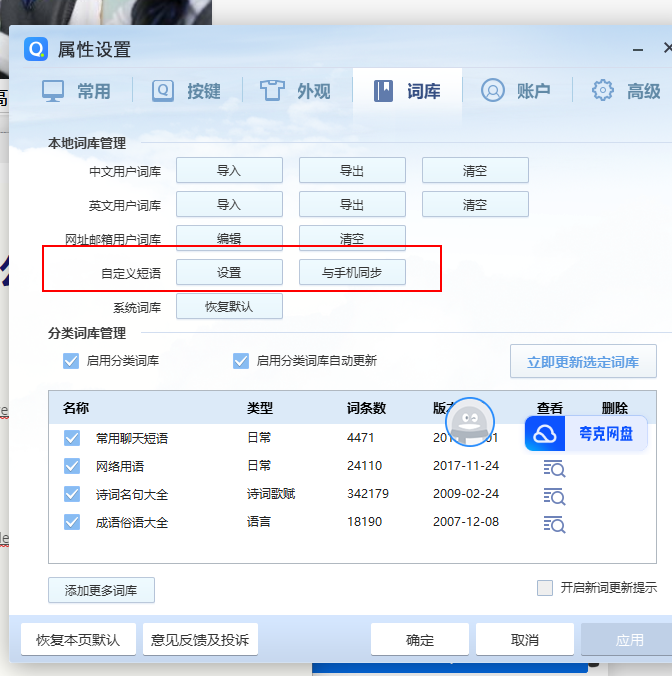 属性设置
常用 按键 外观 词库 账户 高级
本地词库管理
中文用户词库 导入 导出 清空
英文用户词库 导入 导出 清空
网址邮箱用户词库 编辑 清空
自定义短语 设置 与手机同步
系统词库 恢复默认
分类词库管理
启用分类词库 启用分类词库自动更新 立即更新选定词库
名称 类型 词条数 查看 删除
常用聊天短语 日常 4471
夸克网盘
网络用语 日常 24110 2017-11-24
诗词名句大全 诗词歌赋 342179 2009-02-24
成语俗语大全 语言 18190 2007-12-08
添加更多词库 开启新词更新提示
恢复本页默认 意见反馈及投诉 确定 取消 应用